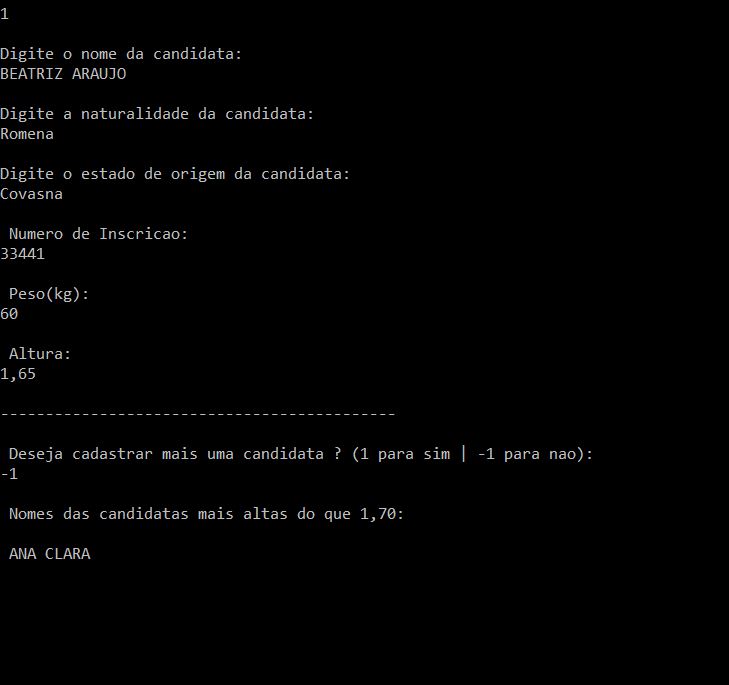 1
Digite o nome da candidata:
BEATRIZ ARAUJO
Digite a naturalidade da candidata:
Romena
Digite o estado de origem da candidata:
Covasna
Numero de Inscricao:
33441
Peso(kg):
60
Altura:
1,65
--------------------------------------------
Deseja cadastrar mais uma candidata ? (1 para sim | -1 para nao):
-1
Nomes das candidatas mais altas do que 1,70:
ANA CLARA